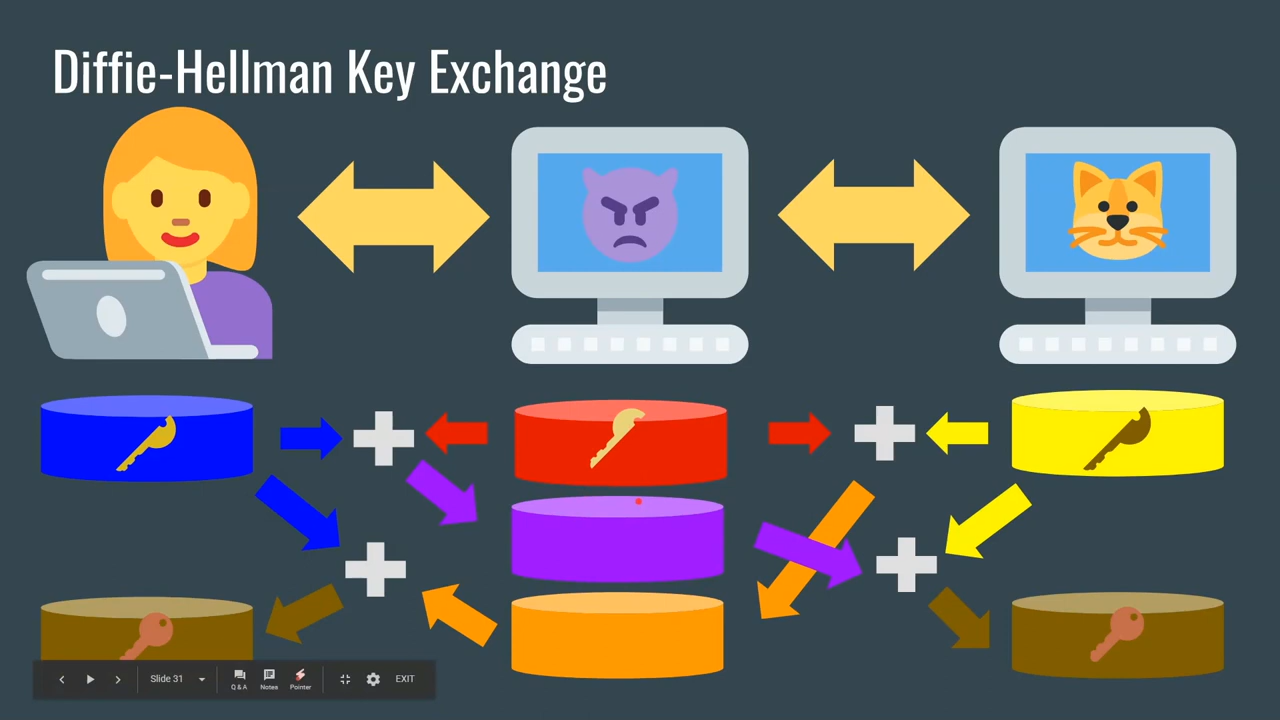 Diffie-Hellman Key Exchange
Slide 31
Q & A
Notes
Pointer
EXIT